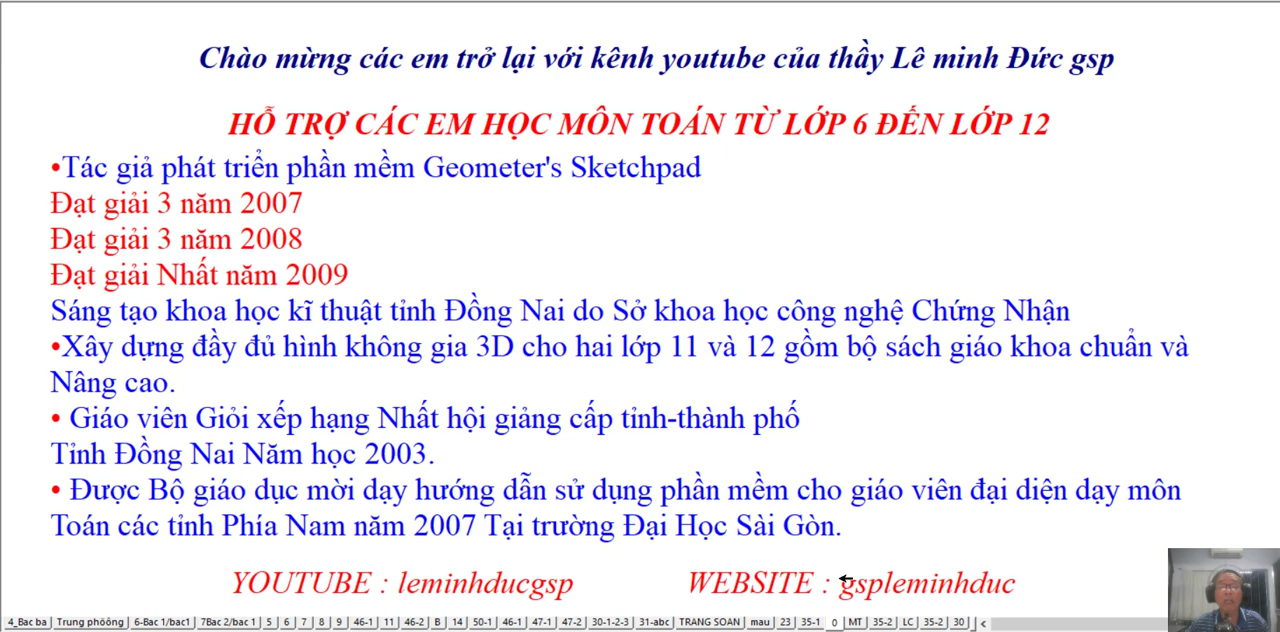 Chào mừng các em trở lại với kênh youtube của thầy Lê minh Đức gsp
HỖ TRỢ CÁC EM HỌC MÔN TOÁN TỪ LỚP 6 ĐẾN LỚP 12
•Tác giả phát triển phần mềm Geometer's Sketchpad
Đạt giải 3 năm 2007
Đạt giải 3 năm 2008
Đạt giải Nhất năm 2009
Sáng tạo khoa học kĩ thuật tỉnh Đồng Nai do Sở khoa học công nghệ Chứng Nhận
•Xây dựng đầy đủ hình không gia 3D cho hai lớp 11 và 12 gồm bộ sách giáo khoa chuẩn và
Nâng cao.
• Giáo viên Giỏi xếp hạng Nhất hội giảng cấp tỉnh-thành phố
Tỉnh Đồng Nai Năm học 2003.
• Được Bộ giáo dục mời dạy hướng dẫn sử dụng phần mềm cho giáo viên đại diện dạy môn
Toán các tỉnh Phía Nam năm 2007 Tại trường Đại Học Sài Gòn.
YOUTUBE : leminhducgsp WEBSITE : gspleminhduc
4_Bac ba | Trung phöông | 6-Bac 1/bac1 | 7Bac 2/bac 1 | 5 | 6 | 7 | 8 | 9 | 46-1 | 11 | 46-2 | B | 14 | 50-1 | 46-1 | 47-1 | 47-2 | 30-1-2-3 | 31-abc | TRANG SOAN | mau | 23 | 35-1 | 0 | MT | 35-2 | LC | 35-2 | 30 |